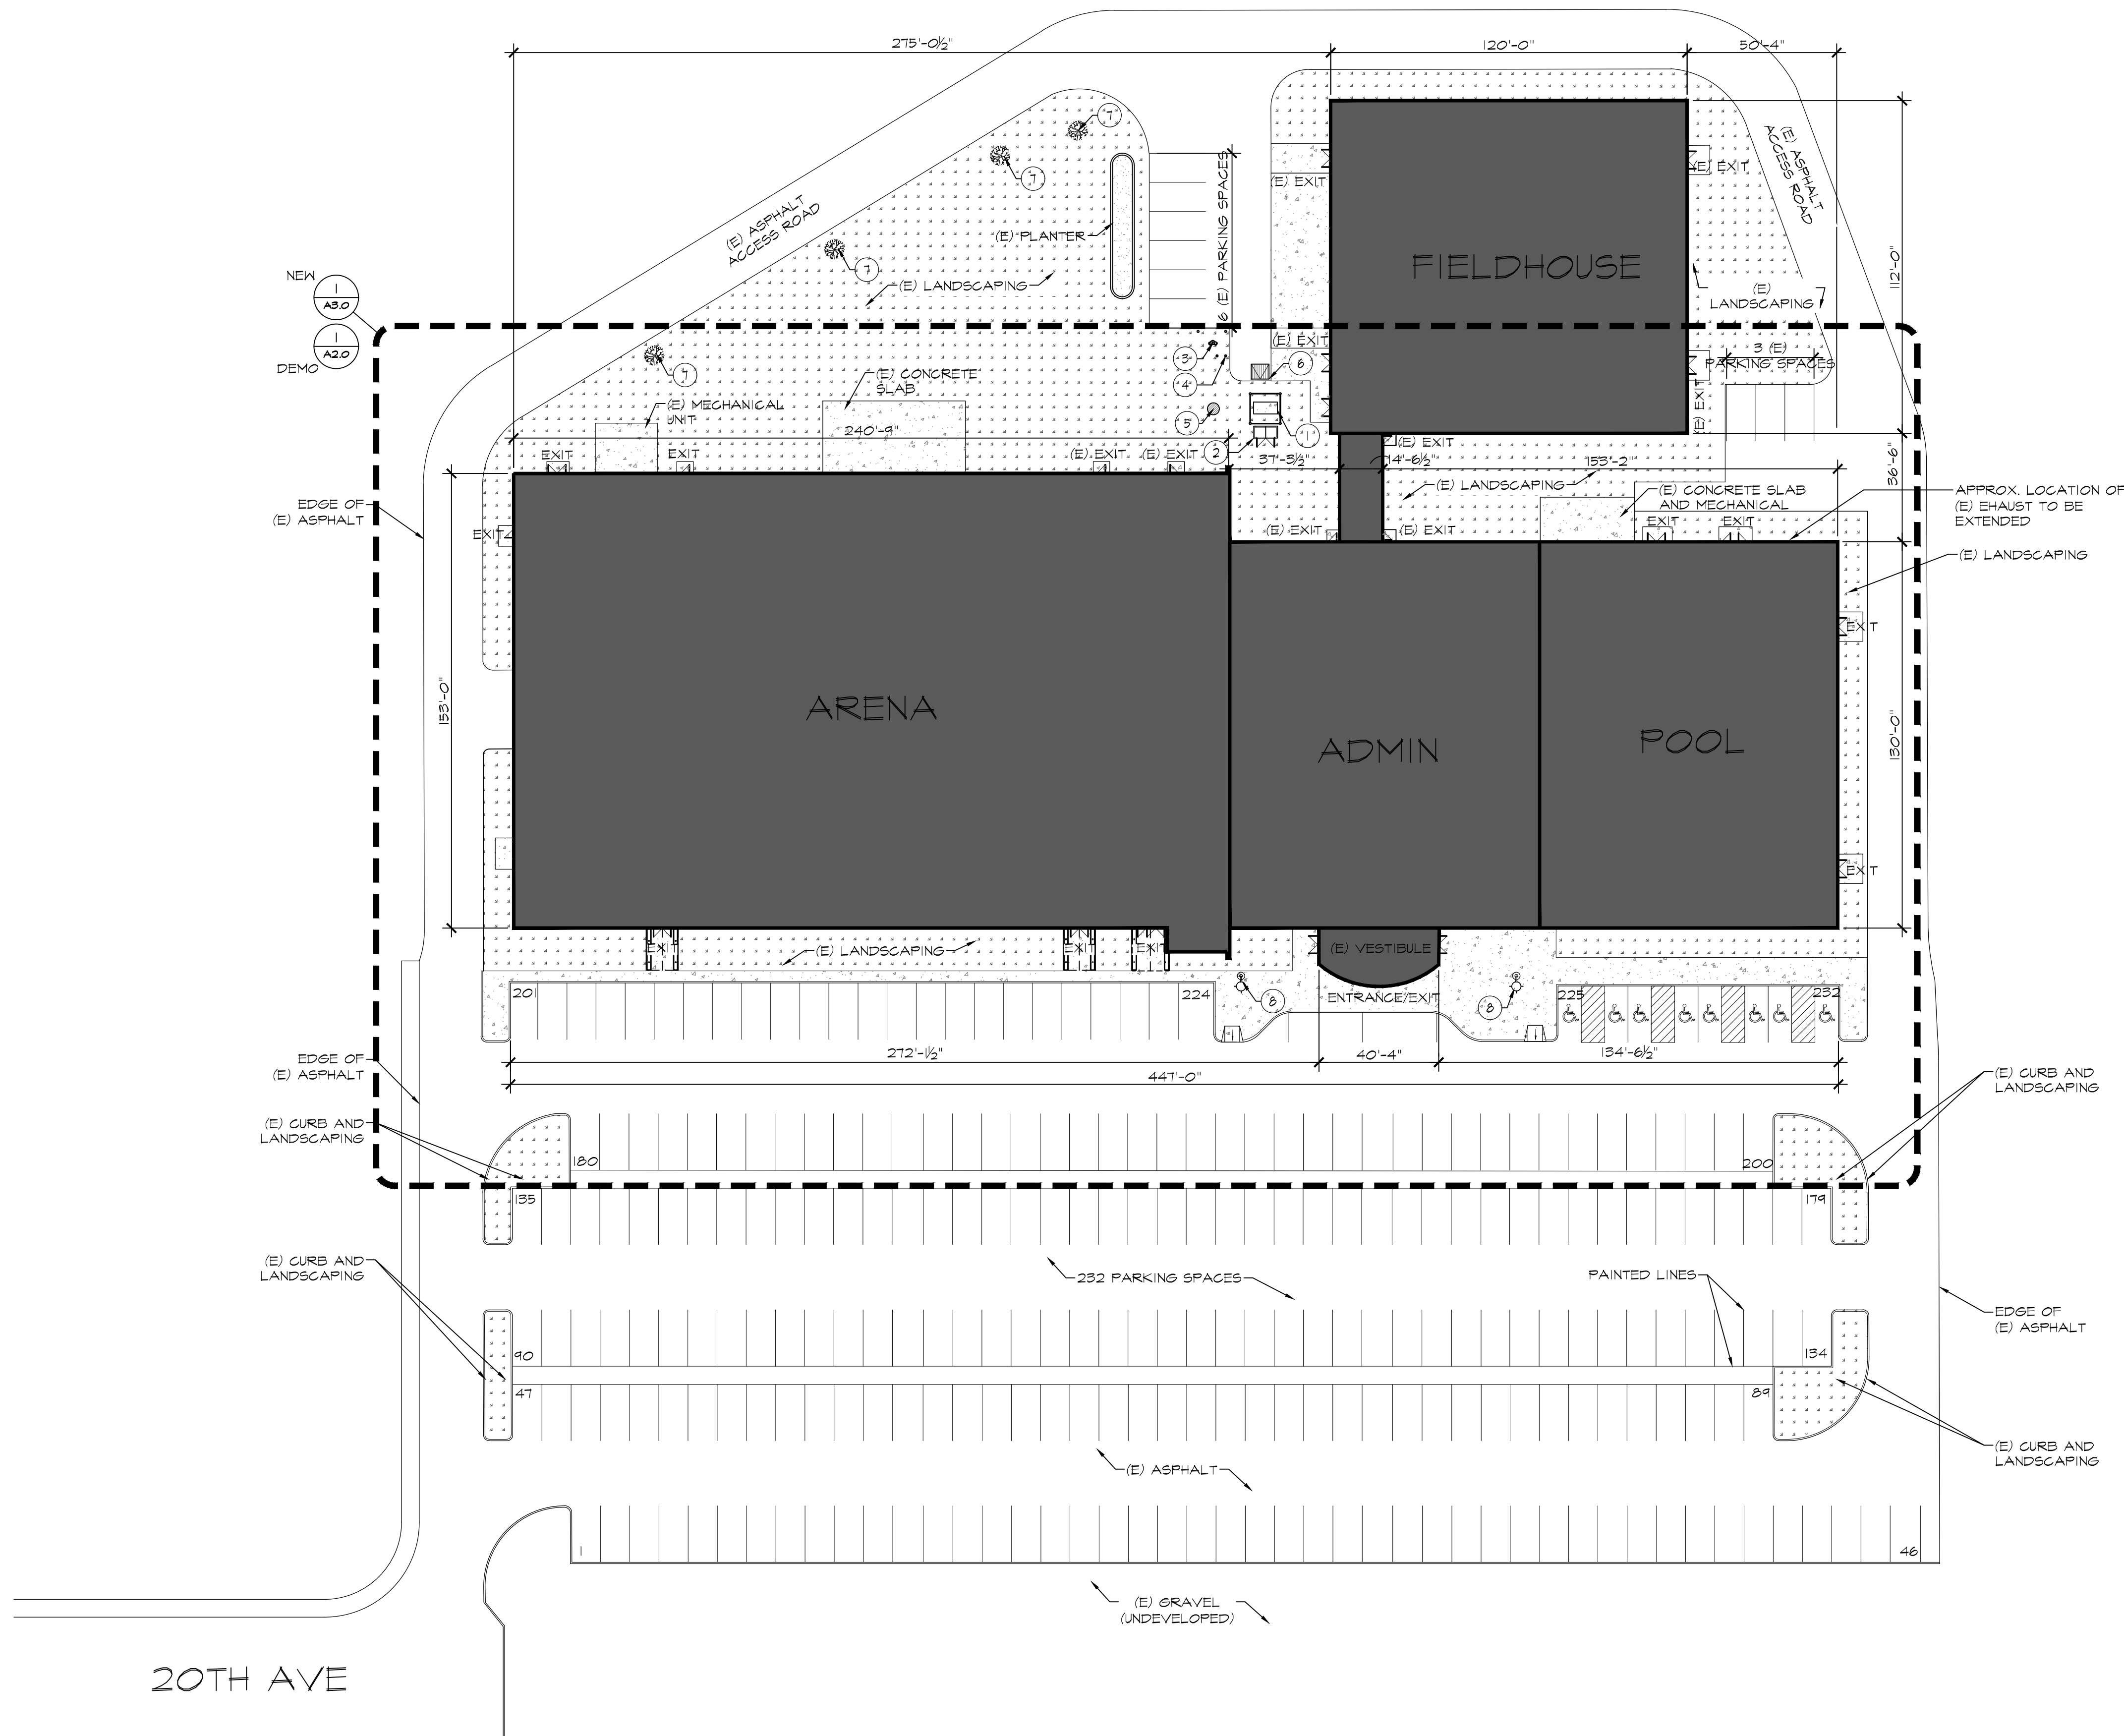 275'-0½"
120'-0"
50'-4"
7
7
7
7
(E) ASPHALT
ACCESS ROAD
(E) PLANTER
(E) LANDSCAPING
6 (E) PARKING SPACES
(E) EXIT
(E) EXIT
FIELDHOUSE
(E) EXIT
(E) ASPHALT
ACCESS ROAD
(E)
LANDSCAPING
112'-0"
NEW
1
A3.0
1
A2.0
DEMO
3
4
5
6
1
2
3 (E)
PARKING SPACES
(E) EXIT
(E) CONCRETE
SLAB
(E) MECHANICAL
UNIT
240'-9"
EXIT
EXIT
(E) EXIT
(E) EXIT
(E) EXIT
37'-3½"
14'-6½"
153'-2"
36'-6"
(E) LANDSCAPING
(E) CONCRETE SLAB
AND MECHANICAL
EXIT
EXIT
(E) EXIT
(E) EXIT
APPROX. LOCATION OF
(E) EHAUST TO BE
EXTENDED
(E) LANDSCAPING
EDGE OF
(E) ASPHALT
EXIT
EXIT
153'-0"
ARENA
ADMIN
POOL
130'-0"
EXIT
EXIT
EXIT
EXIT
(E) LANDSCAPING
(E) VESTIBULE
ENTRANCE/EXIT
201
224
8
8
225
232
272'-1½"
40'-4"
134'-6½"
447'-0"
EDGE OF
(E) ASPHALT
(E) CURB AND
LANDSCAPING
(E) CURB AND
LANDSCAPING
180
200
135
179
(E) CURB AND
LANDSCAPING
232 PARKING SPACES
PAINTED LINES
EDGE OF
(E) ASPHALT
90
134
47
89
(E) ASPHALT
(E) CURB AND
LANDSCAPING
1
46
(E) GRAVEL
(UNDEVELOPED)
20TH AVE